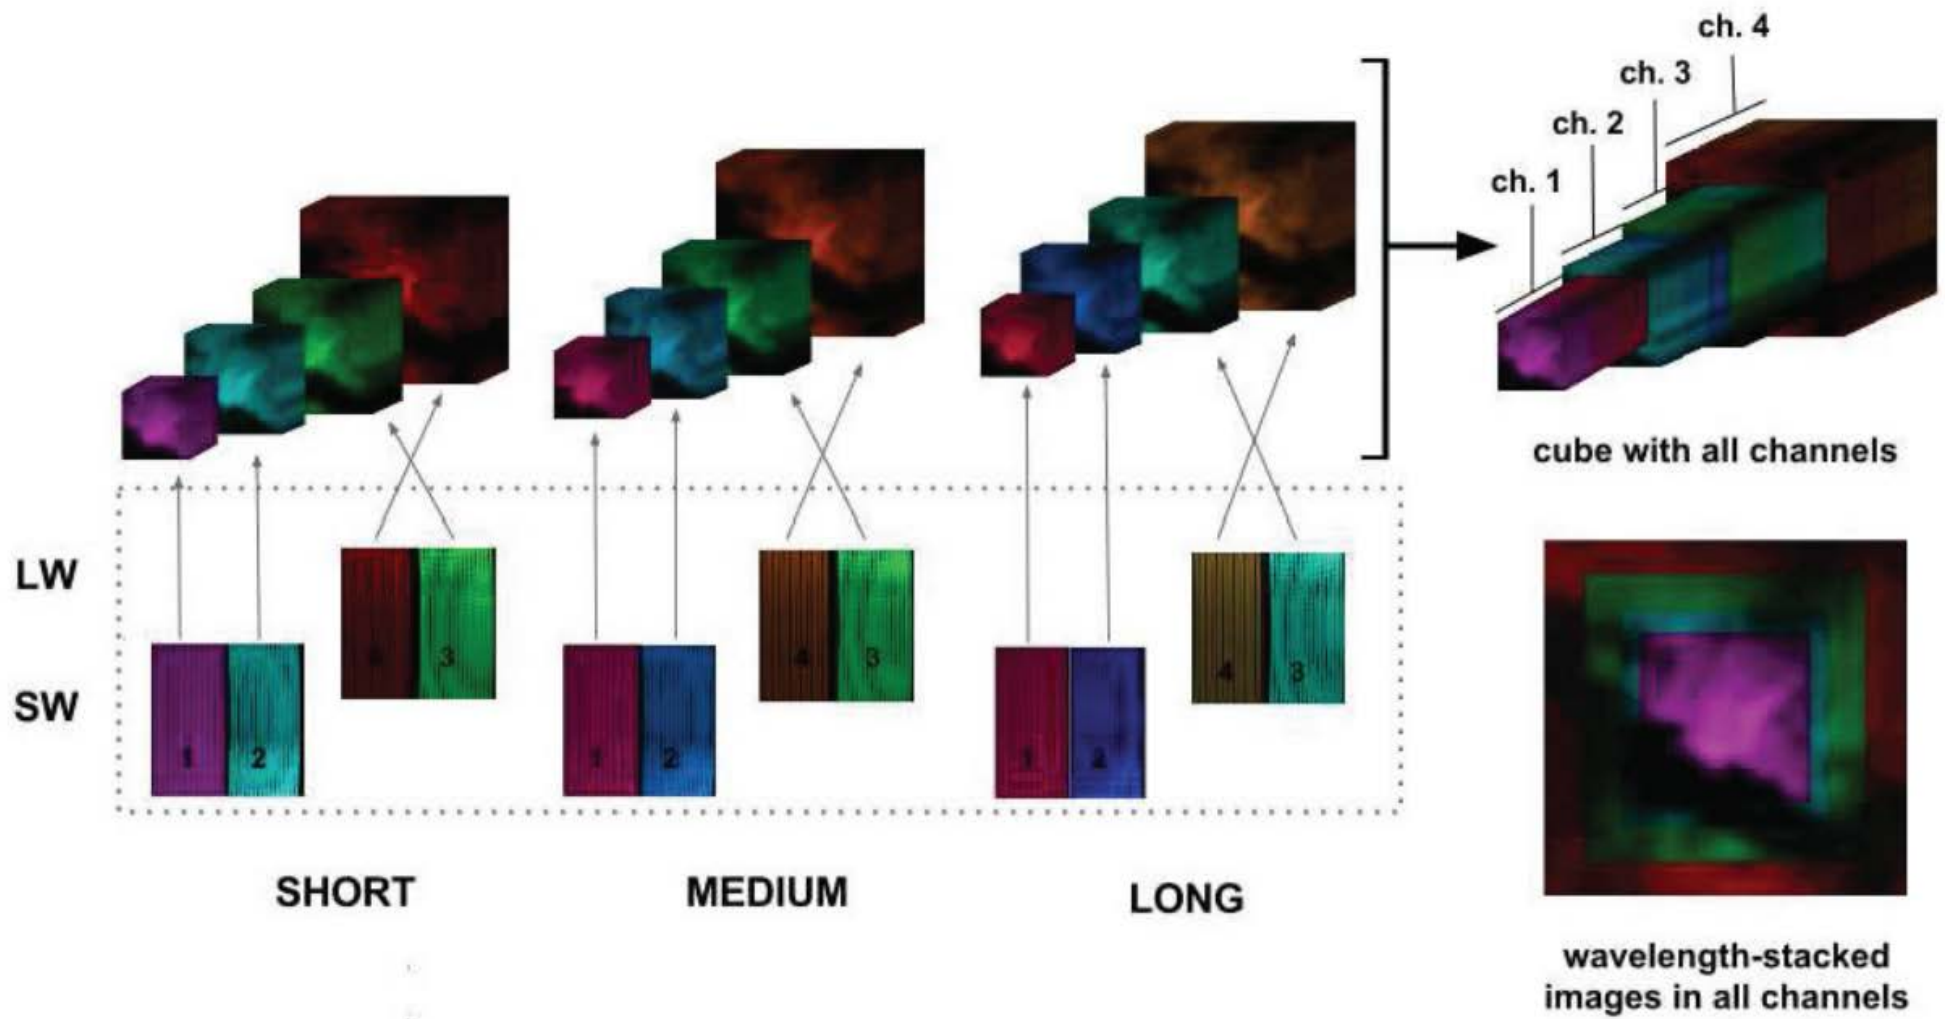 ch. 4
ch. 3
ch. 2
ch. 1
cube with all channels
LW
SW
3
1
2
4
3
1
2
4
3
1
2
SHORT
MEDIUM
LONG
wavelength-stacked
images in all channels